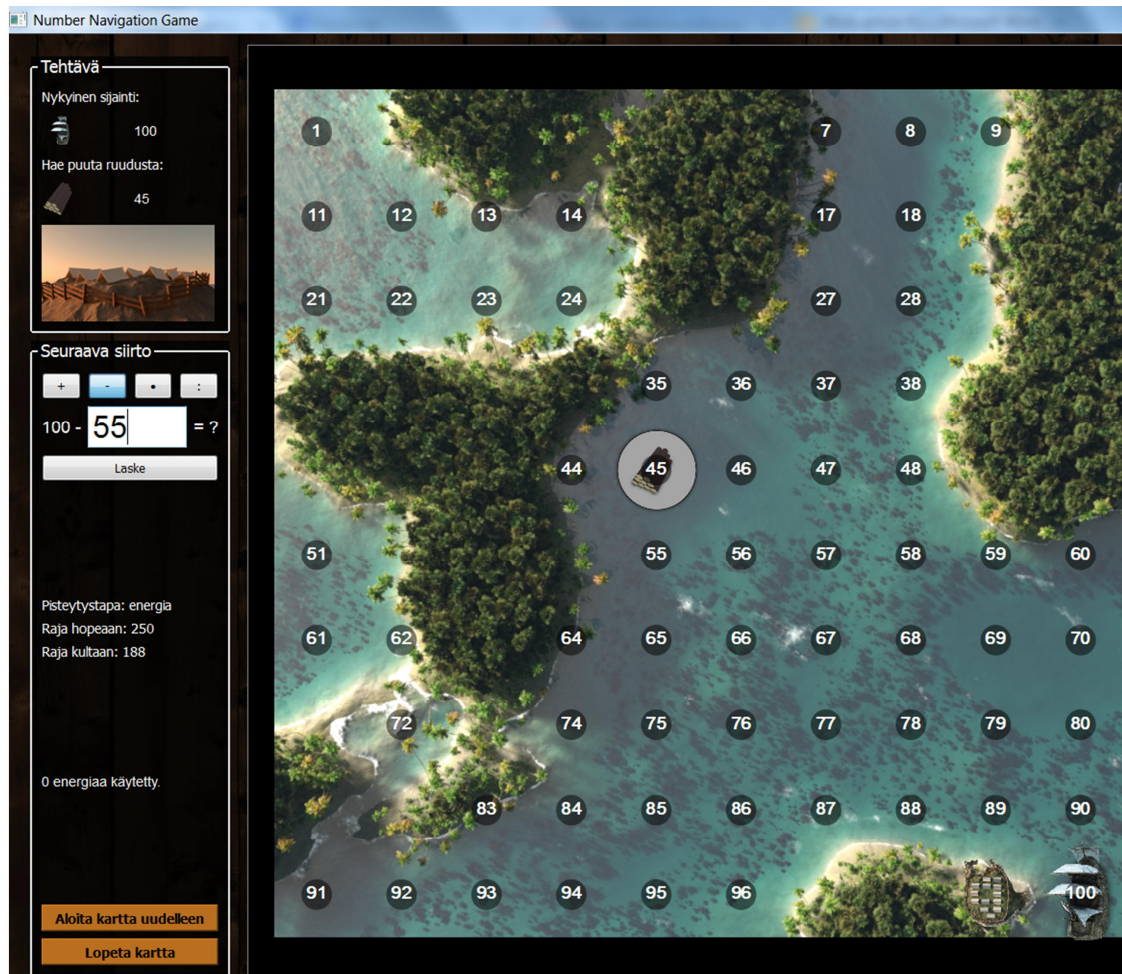 Number Navigation Game
Tehtävä
Nykyinen sijainti:
100
Hae puuta ruudusta:
45
Seuraava siirto
+ - • :
100 - 55 = ?
Laske
Pisteytystapa: energia
Raja hopeaan: 250
Raja kultaan: 188
0 energiaa käytetty.
Aloita kartta uudelleen
Lopeta kartta
1 7 8 9
11 12 13 14 17 18
21 22 23 24 27 28
35 36 37 38
44 45 46 47 48
51 55 56 57 58 59 60
61 62 64 65 66 67 68 69 70
72 74 75 76 77 78 79 80
83 84 85 86 87 88 89 90
91 92 93 94 95 96 100